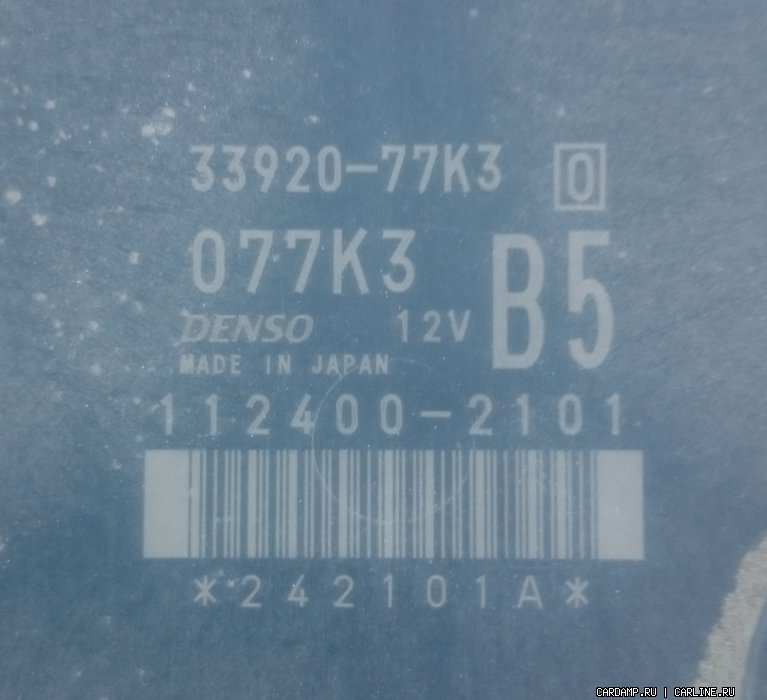 33920-77K3 0
077K3 B5
DENSO 12V
MADE IN JAPAN
112400-2101
*242101A*
CARDAMP.RU | CARLINE.RU